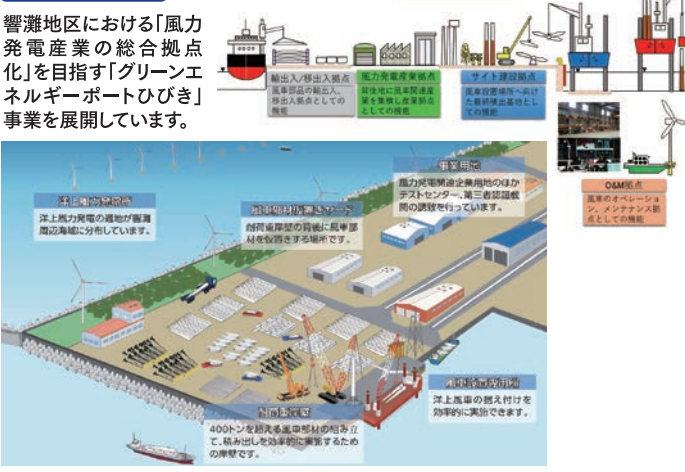 響灘地区における「風力
発電産業の総合拠点
化」を目指す「グリーンエ
ネルギーポートひびき」
事業を展開しています。
輸出入/移出入拠点
風車部品の輸出入、
移出入拠点としての
機能
風力発電産業拠点
背後地に風車関連産
業を集積し産業拠点
としての機能
サイト建設拠点
風車設置場所へ向け
た最終積出基地とし
ての機能
O&M拠点
風車のオペレーショ
ン、メンテナンス拠
点としての機能
洋上風力発電所
洋上風力発電の適地が響灘
周辺海域に分布しています。
風車部材仮置きヤード
耐荷重岸壁の背後に風車部
材を仮置きする場所です。
事業用地
風力発電関連企業用地のほか
テストセンター、第三者認証機
関の誘致を行っています。
耐荷重岸壁
400トンを超える風車部材の組み立
て、積み出しを効率的に実施するため
の岸壁です。
洋上風車の据え付けを
効率的に実施できます。